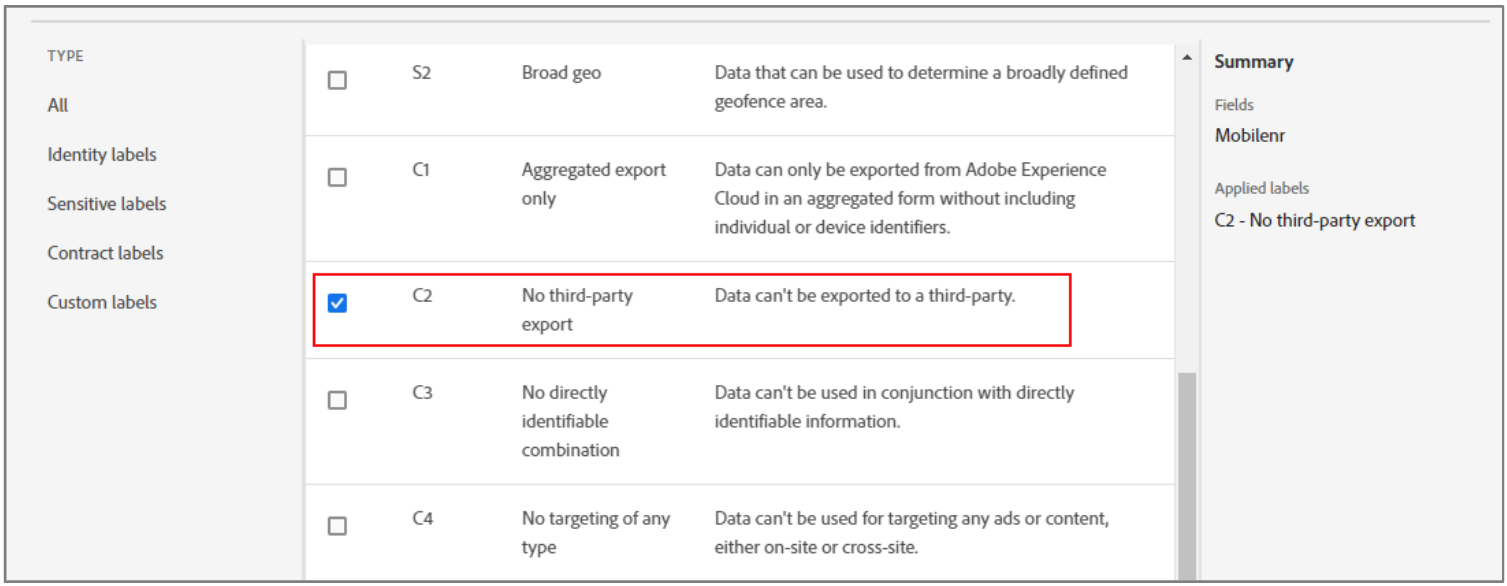 TYPE
All
Identity labels
Sensitive labels
Contract labels
Custom labels
S2 Broad geo Data that can be used to determine a broadly defined
geofence area.
C1 Aggregated export Data can only be exported from Adobe Experience
only Cloud in an aggregated form without including
individual or device identifiers.
C2 No third-party Data can't be exported to a third-party.
export
C3 No directly Data can't be used in conjunction with directly
identifiable identifiable information.
combination
C4 No targeting of any Data can't be used for targeting any ads or content,
type either on-site or cross-site.
Summary
Fields
Mobilenr
Applied labels
C2 - No third-party export